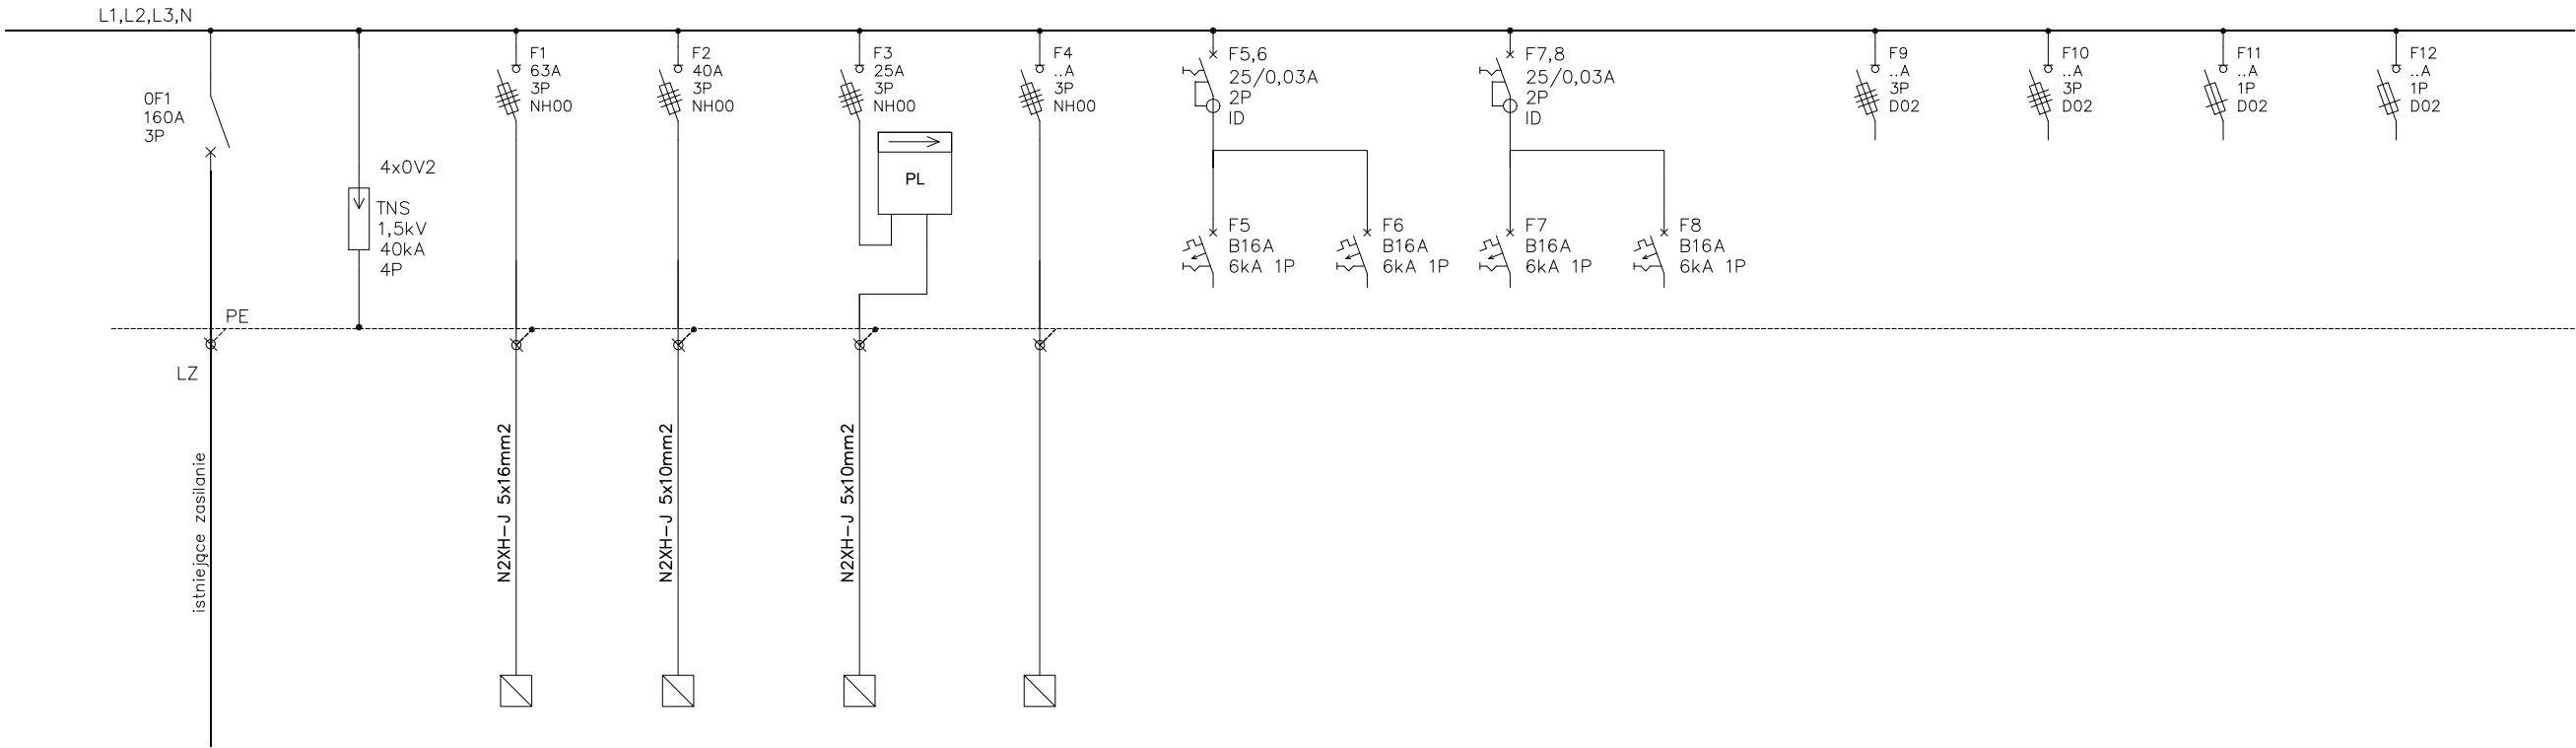 L1,L2,L3,N
0F1
160A
3P
4x0V2
TNS
1,5kV
40kA
4P
F1
63A
3P
NH00
F2
40A
3P
NH00
F3
25A
3P
NH00
PL
F4
..A
3P
NH00
F5,6
25/0,03A
2P
ID
F5
B16A
6kA 1P
F6
B16A
6kA 1P
F7,8
25/0,03A
2P
ID
F7
B16A
6kA 1P
F8
B16A
6kA 1P
F9
..A
3P
D02
F10
..A
3P
D02
F11
..A
1P
D02
F12
..A
1P
D02
PE
LZ
istniejące zasilanie
N2XH-J 5x16mm2
N2XH-J 5x10mm2
N2XH-J 5x10mm2